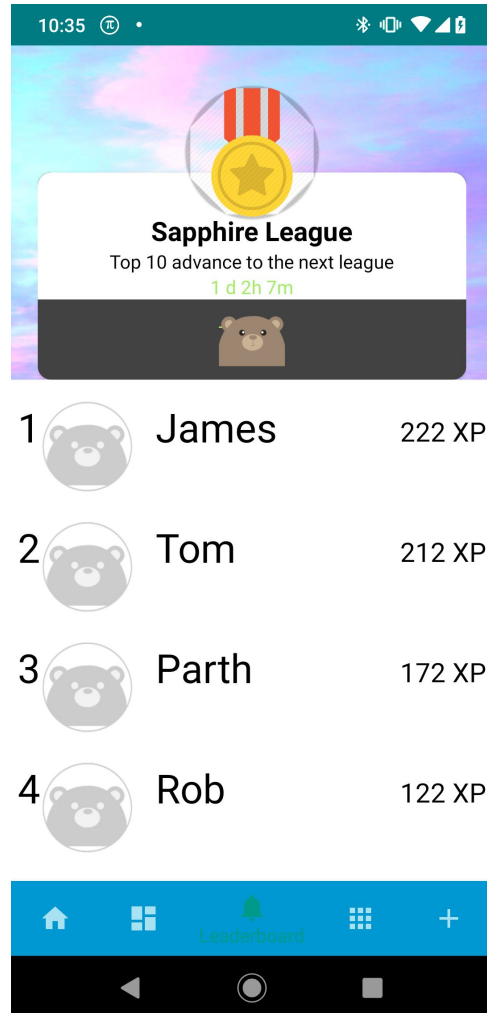 10:35
Sapphire League
Top 10 advance to the next league
1 d 2h 7m
1 James 222 XP
2 Tom 212 XP
3 Parth 172 XP
4 Rob 122 XP
Leaderboard